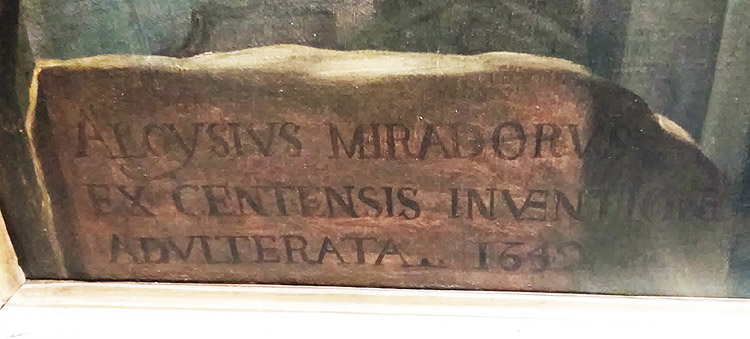 ALOYSIVS MIRADORVS
EX CENTENSIS INVENTIONE
ADVLTERATA..